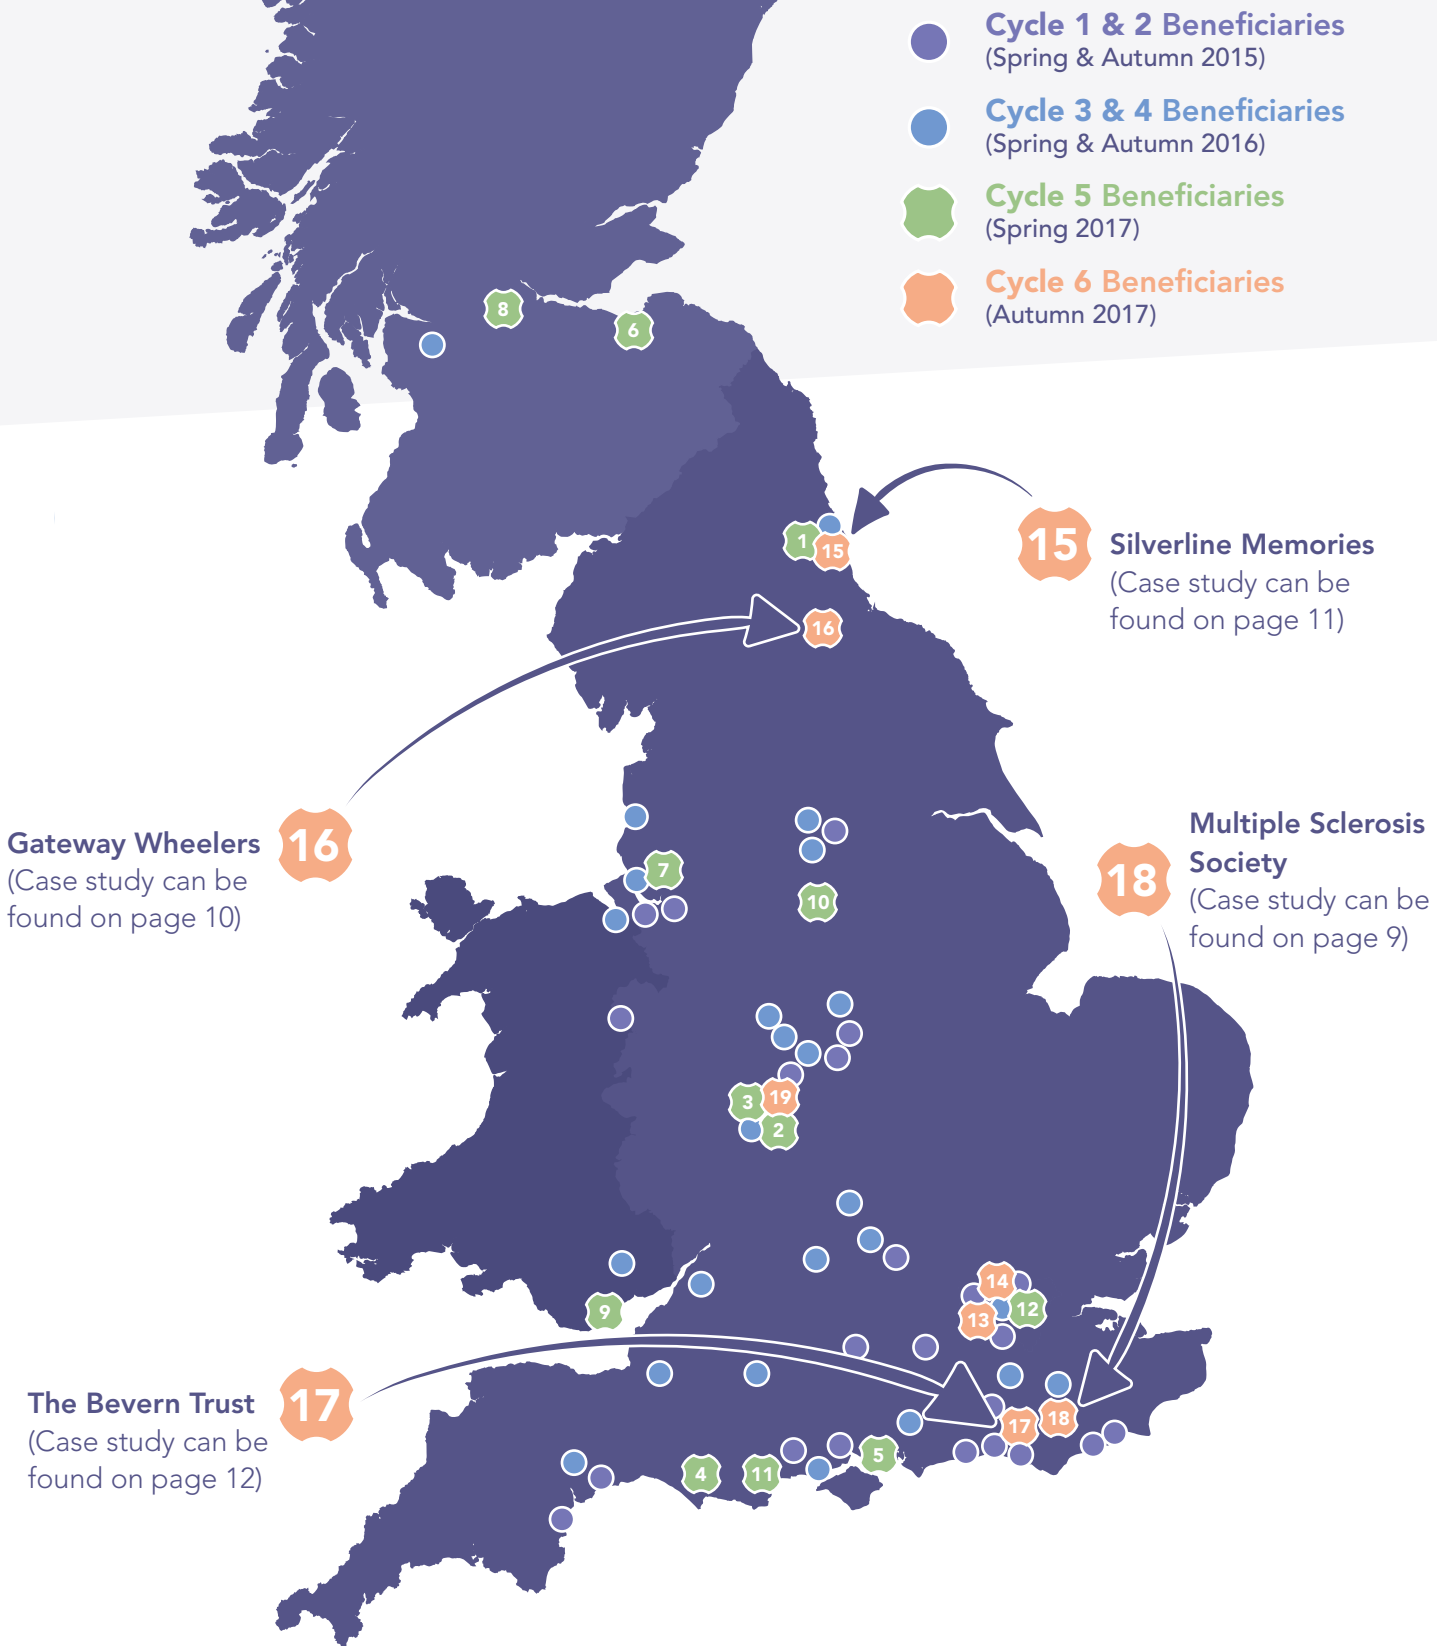 Cycle 1 & 2 Beneficiaries
(Spring & Autumn 2015)
Cycle 3 & 4 Beneficiaries
(Spring & Autumn 2016)
Cycle 5 Beneficiaries
(Spring 2017)
Cycle 6 Beneficiaries
(Autumn 2017)
8
6
1
15
16
15
Silverline Memories
(Case study can be
found on page 11)
16
Gateway Wheelers
(Case study can be
found on page 10)
7
10
18
Multiple Sclerosis
Society
(Case study can be
found on page 9)
3
19
2
14
12
13
9
17
The Bevern Trust
(Case study can be
found on page 12)
17
18
5
4
11